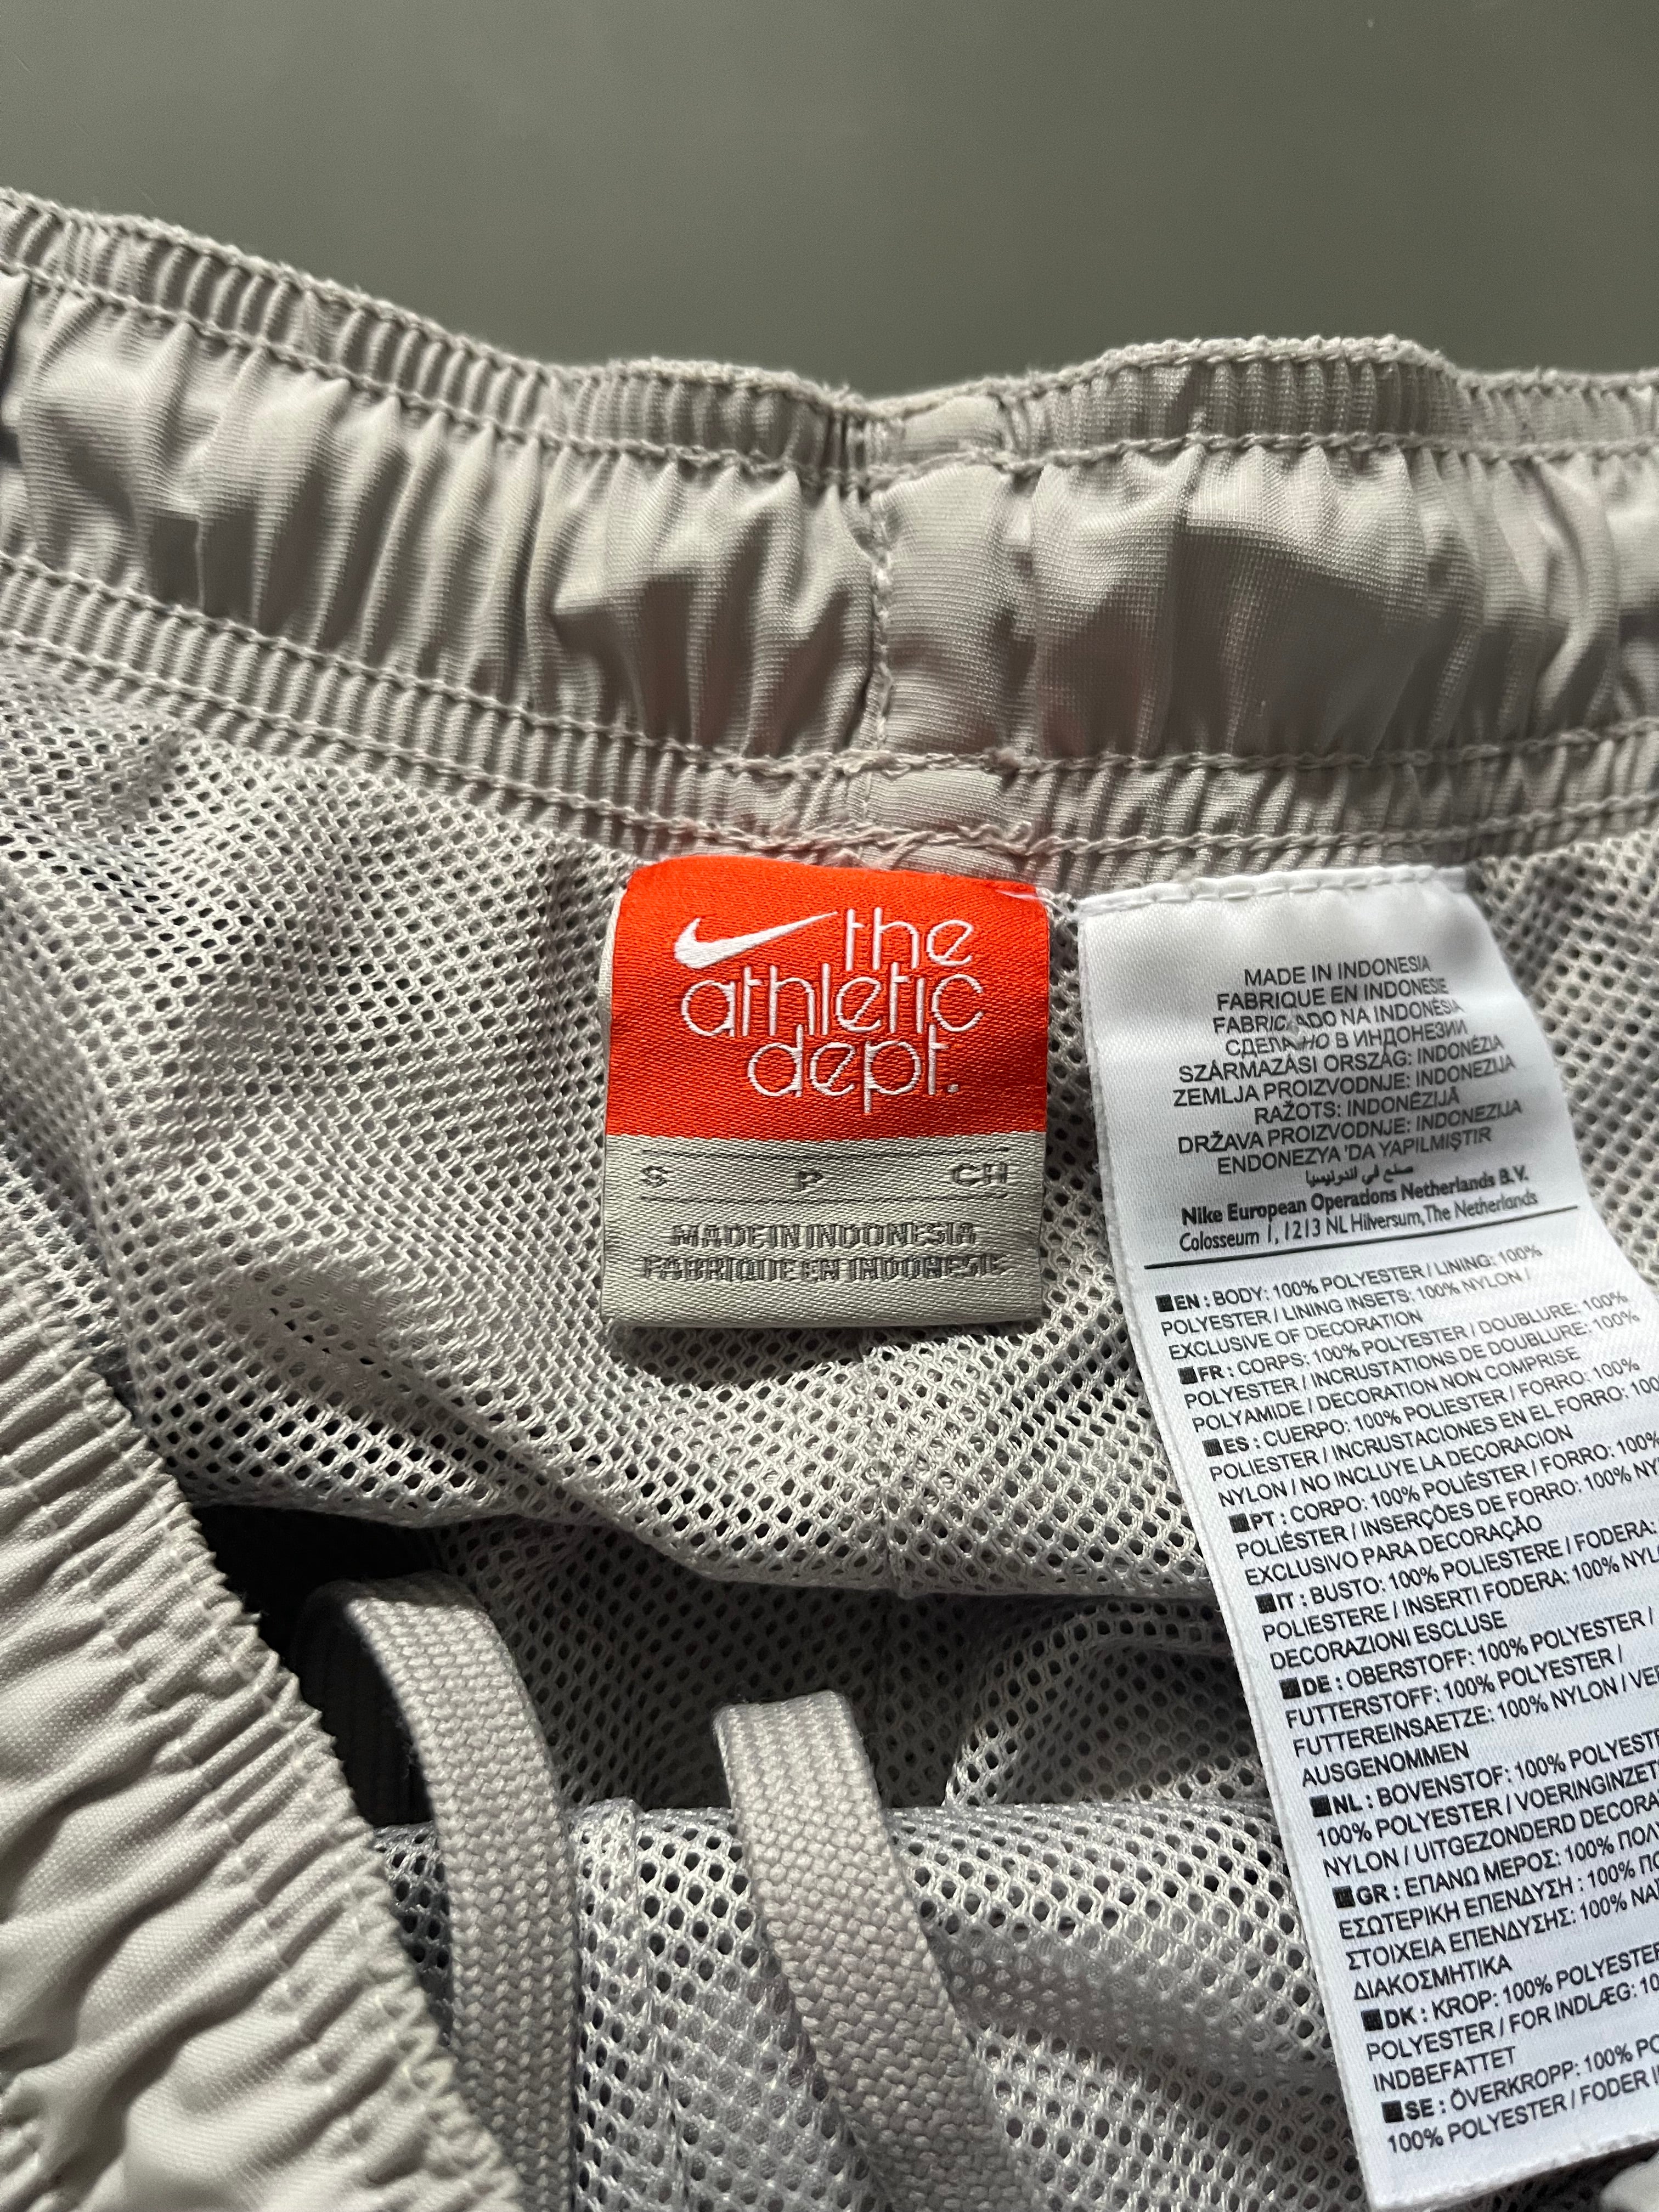 the
athletic
dept.
S P CH
MADE IN INDONESIA
FABRIQUE EN INDONESIE
MADE IN INDONESIA
FABRIQUE EN INDONESIE
FABRICADO NA INDONÉSIA
СДЕЛАНО В ИНДОНЕЗИИ
SZÁRMAZÁSI ORSZÁG: INDONÉZIA
ZEMLJA PROIZVODNJE: INDONEZIJA
RAŽOTS: INDONĒZIJĀ
DRŽAVA PROIZVODNJE: INDONEZIJA
ENDONEZYA 'DA YAPILMIŞTIR
صنع في اندونيسيا
Nike European Operations Netherlands B.V.
Colosseum 1, 1213 NL Hilversum, The Netherlands
EN : BODY: 100% POLYESTER / LINING: 100%
POLYESTER / LINING INSETS: 100% NYLON /
EXCLUSIVE OF DECORATION
FR : CORPS: 100% POLYESTER / DOUBLURE: 100%
POLYESTER / INCRUSTATIONS DE DOUBLURE: 100%
POLYAMIDE / DECORATION NON COMPRISE
ES : CUERPO: 100% POLIESTER / FORRO: 100%
POLIESTER / INCRUSTACIONES EN EL FORRO: 100
NYLON / NO INCLUYE LA DECORACION
PT : CORPO: 100% POLIÉSTER / FORRO: 100%
POLIÉSTER / INSERÇÕES DE FORRO: 100% NY
EXCLUSIVO PARA DECORAÇÃO
IT : BUSTO: 100% POLIESTERE / FODERA:
POLIESTERE / INSERTI FODERA: 100% NYL
DECORAZIONI ESCLUSE
DE : OBERSTOFF: 100% POLYESTER /
FUTTERSTOFF: 100% POLYESTER /
FUTTEREINSAETZE: 100% NYLON / VER
AUSGENOMMEN
NL : BOVENSTOF: 100% POLYESTE
100% POLYESTER / VOERINGINZET
NYLON / UITGEZONDERD DECORA
GR : ΕΠΑΝΩ ΜΕΡΟΣ: 100% ΠΟΛΥ
ΕΣΩΤΕΡΙΚΗ ΕΠΕΝΔΥΣΗ : 100% ΠΟ
ΣΤΟΙΧΕΙΑ ΕΠΕΝΔΥΣΗΣ: 100% ΝΑΪ
ΔΙΑΚΟΣΜΗΤΙΚΑ
DK : KROP: 100% POLYESTER
POLYESTER / FOR INDLÆG: 10
INDBEFATTET
SE : ÖVERKROPP: 100% PO
100% POLYESTER / FODER I